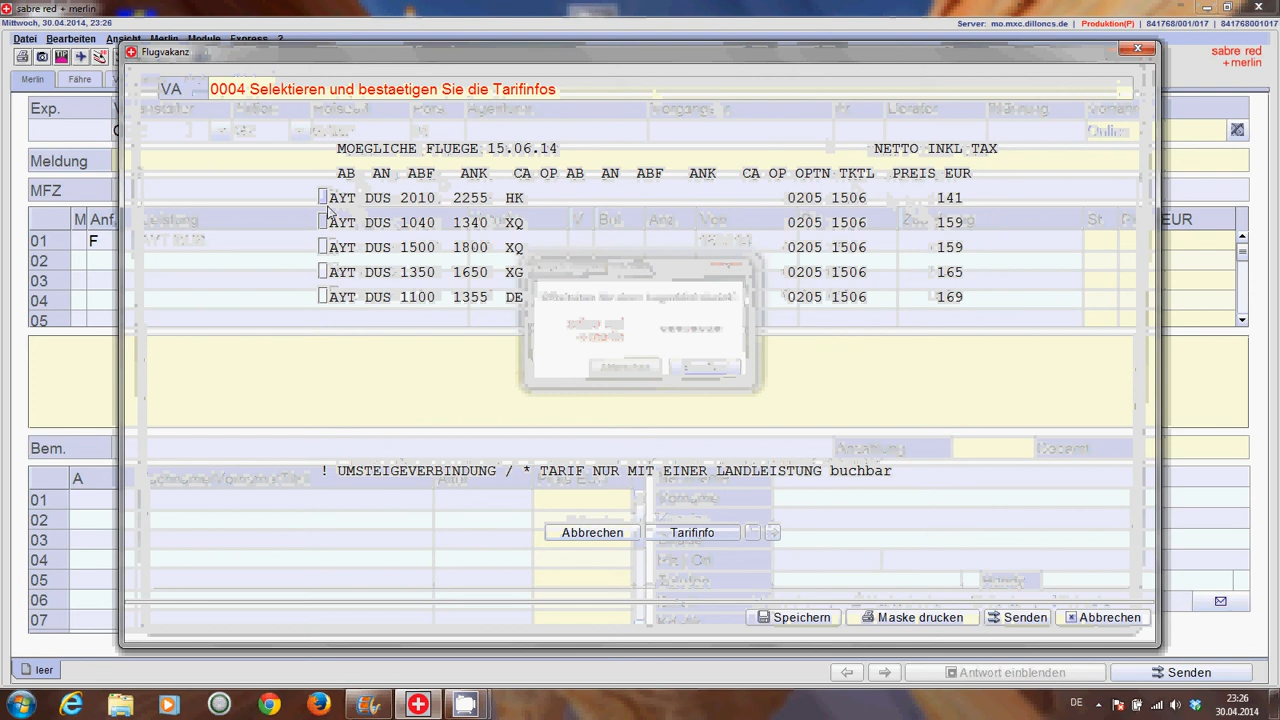 sabre red + merlin
Mittwoch, 30.04.2014, 23:26
Server: mo.mxc.dilloncs.de | Produktion(P) | 841768/001/017 | 841768001017
Datei Bearbeiten Ansicht Merlin Module Express ?
Flugvakanz
sabre red
+merlin
Merlin Fähre
VA 0004 Selektieren und bestaetigen Sie die Tarifinfos
Exp.
Online
MOEGLICHE FLUEGE 15.06.14 NETTO INKL TAX
Meldung
AB AN ABF ANK CA OP AB AN ABF ANK CA OP OPTN TKTL PREIS EUR
MFZ
AYT DUS 2010 2255 HK 0205 1506 141
M Anf. St EUR
AYT DUS 1040 1340 XQ 0205 1506 159
01 F
AYT DUS 1500 1800 XQ 0205 1506 159
02
AYT DUS 1350 1650 XG 0205 1506 165
03
AYT DUS 1100 1355 DE 0205 1506 169
04
05
Bem.
! UMSTEIGEVERBINDUNG / * TARIF NUR MIT EINER LANDLEISTUNG buchbar
A
01
02
Abbrechen Tarifinfo
03
04
05
06
07
Speichern Maske drucken Senden Abbrechen
leer Antwort einblenden Senden
DE 23:26
30.04.2014